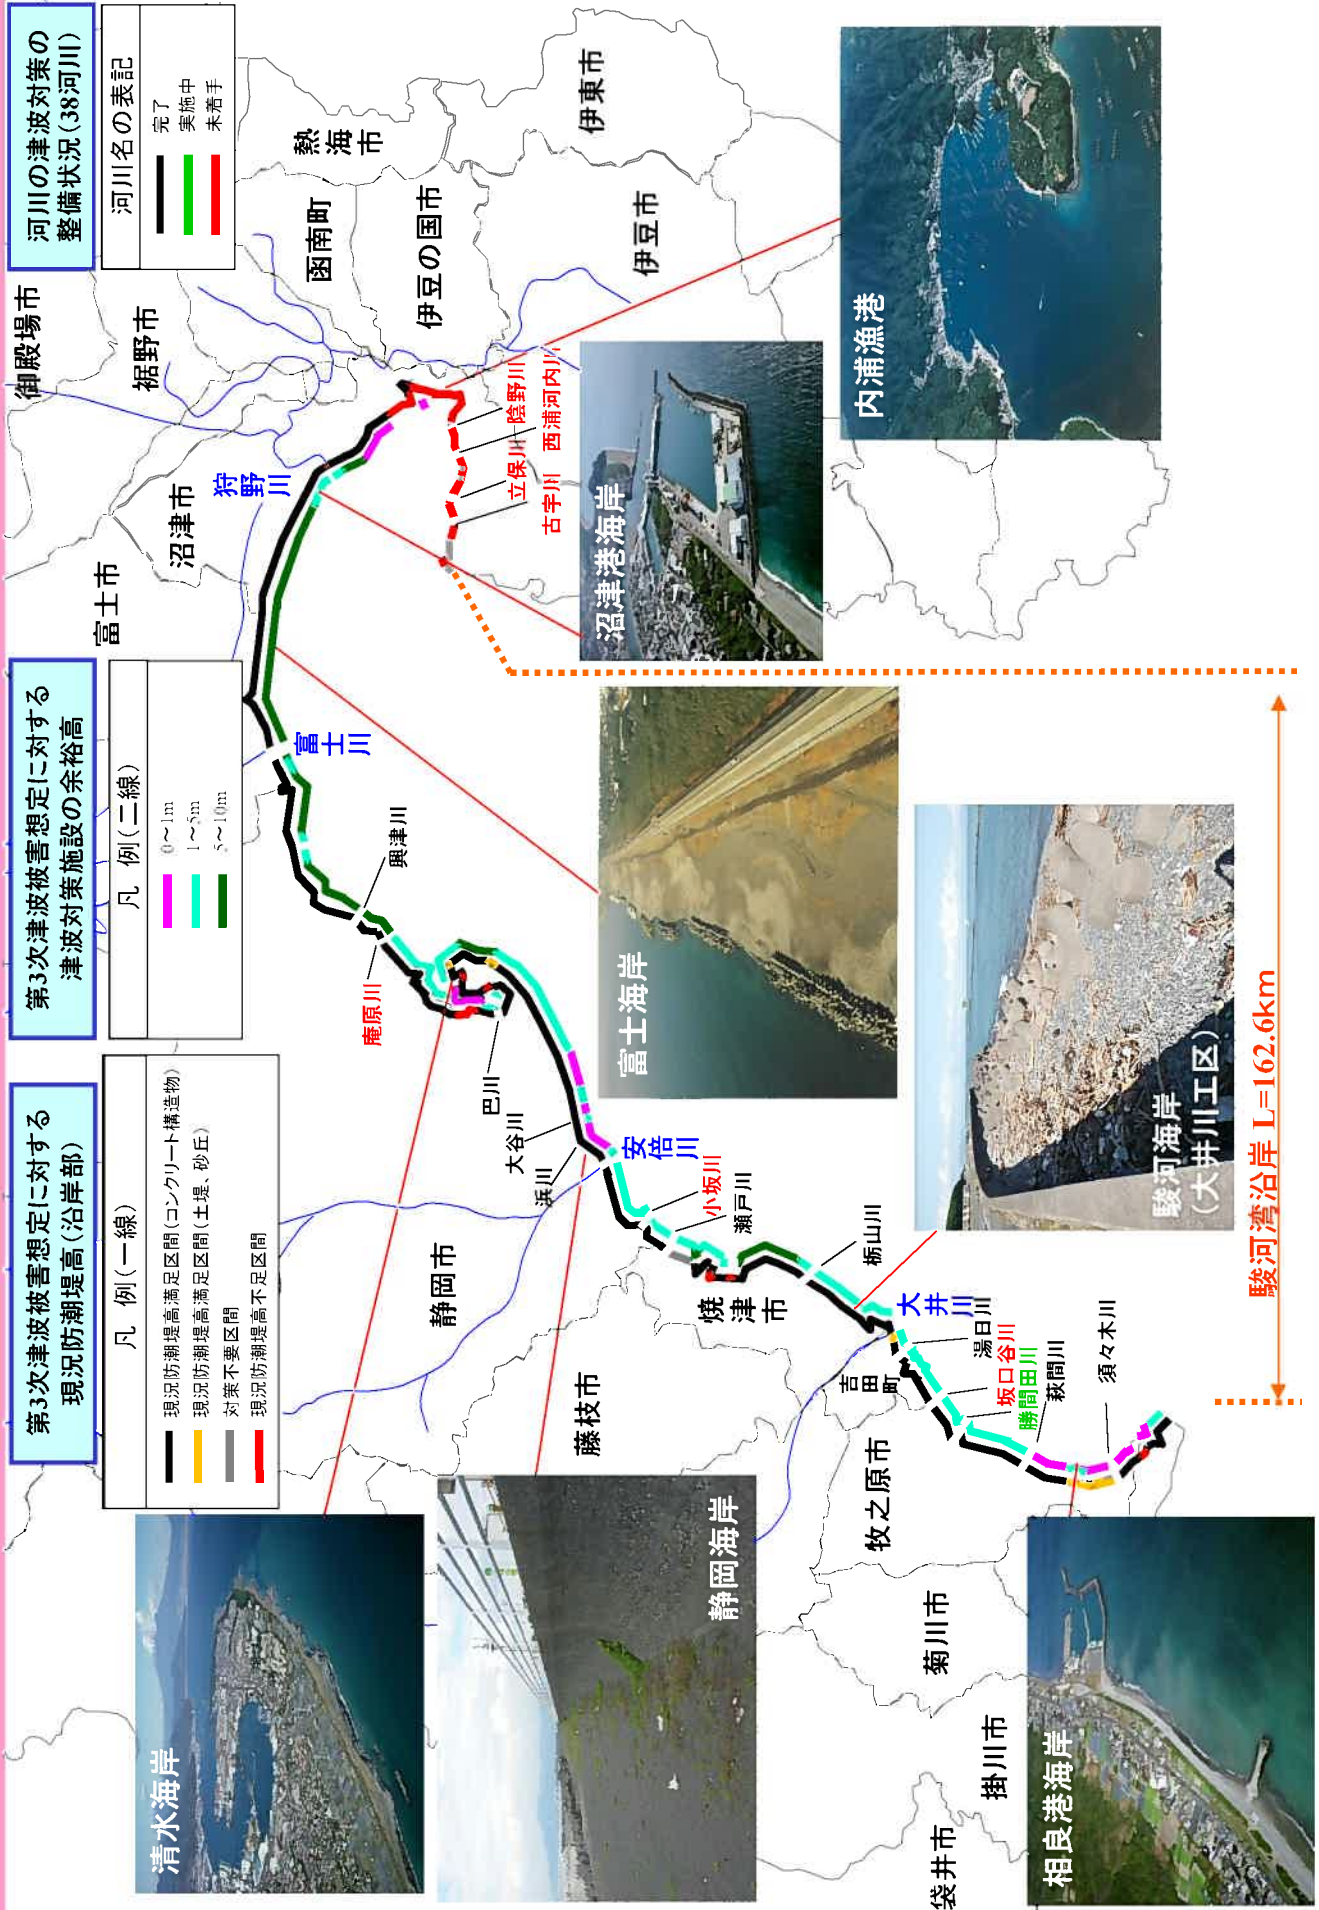 第3次津波被害想定に対する
現況防潮堤高(沿岸部)
凡 例(一線)
現況防潮堤高満足区間(コンクリート構造物)
現況防潮堤高満足区間(土堤、砂丘)
対策不要区間
現況防潮堤高不足区間
第3次津波被害想定に対する
津波対策施設の余裕高
凡 例(二線)
0～1m
1～5m
5～10m
河川の津波対策の
整備状況(38河川)
河川名の表記
完了
実施中
未着手
御殿場市
裾野市
沼津市
富士市
函南町
熱海市
伊豆の国市
伊東市
伊豆市
静岡市
藤枝市
焼津市
吉田町
牧之原市
菊川市
掛川市
袋井市
狩野川
富士川
安倍川
大井川
興津川
庵原川
巴川
大谷川
浜川
小坂川
瀬戸川
栃山川
湯日川
坂口谷川
勝間田川
萩間川
須々木川
陰野川
西浦河内川
立保川
古宇川
清水海岸
静岡海岸
相良港海岸
駿河海岸
(大井川工区)
富士海岸
沼津港海岸
内浦漁港
駿河湾沿岸 L=162.6km